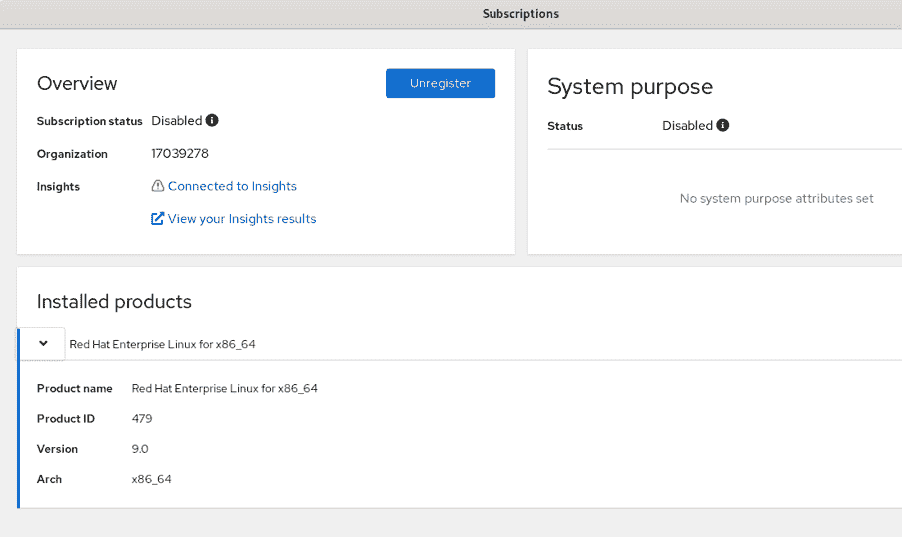 Subscriptions
Overview
Unregister
Subscription status Disabled
Organization 17039278
Insights Connected to Insights
View your Insights results
System purpose
Status Disabled
No system purpose attributes set
Installed products
Red Hat Enterprise Linux for x86_64
Product name Red Hat Enterprise Linux for x86_64
Product ID 479
Version 9.0
Arch x86_64